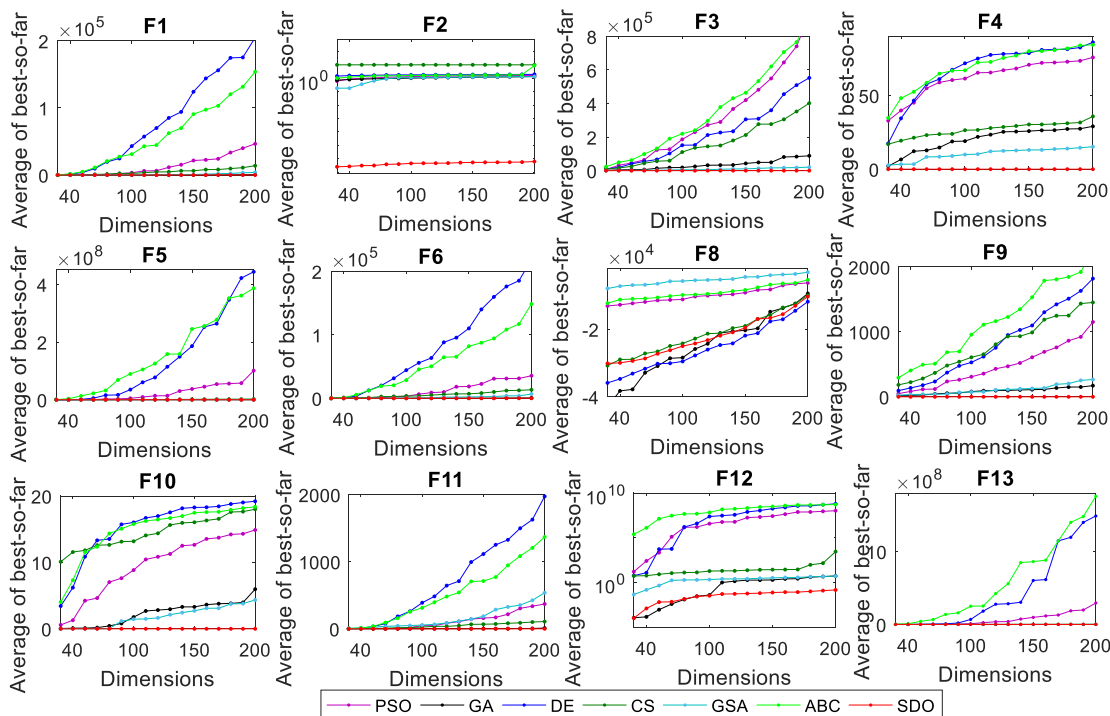 F1
×10^5
Average of best-so-far
2
1
0
40
100
150
200
Dimensions
F2
Average of best-so-far
10^0
40
100
150
200
Dimensions
F3
×10^5
Average of best-so-far
8
6
4
2
0
40
100
150
200
Dimensions
F4
Average of best-so-far
50
0
40
100
150
200
Dimensions
F5
×10^8
Average of best-so-far
4
2
0
40
100
150
200
Dimensions
F6
×10^5
Average of best-so-far
2
1
0
40
100
150
200
Dimensions
F8
×10^4
Average of best-so-far
-2
-4
100
150
200
Dimensions
F9
Average of best-so-far
2000
1000
0
40
100
150
200
Dimensions
F10
Average of best-so-far
20
10
0
40
100
150
200
Dimensions
F11
Average of best-so-far
2000
1000
0
40
100
150
200
Dimensions
F12
Average of best-so-far
10^10
10^0
40
100
150
200
Dimensions
F13
×10^8
Average of best-so-far
10
0
40
100
150
200
Dimensions
PSO GA DE CS GSA ABC SDO